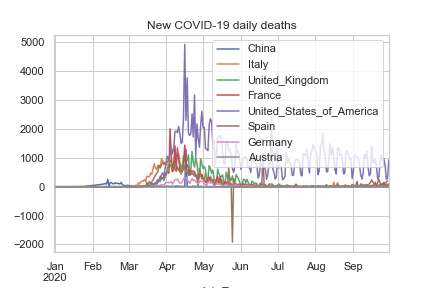 New COVID-19 daily deaths
5000
4000
3000
2000
1000
0
−1000
−2000
China
Italy
United_Kingdom
France
United_States_of_America
Spain
Germany
Austria
Jan Feb Mar Apr May Jun Jul Aug Sep
2020